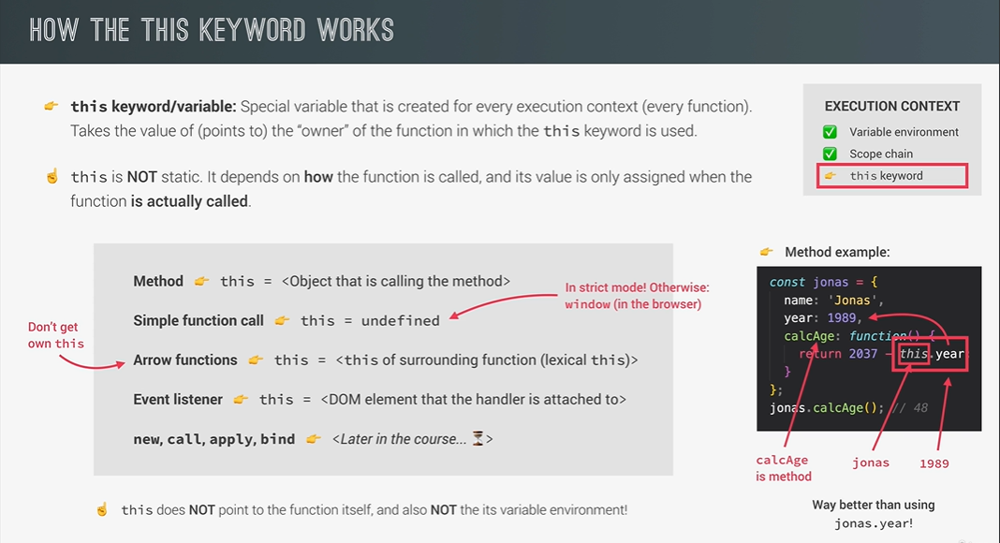 HOW THE THIS KEYWORD WORKS
👉 this keyword/variable: Special variable that is created for every execution context (every function).
Takes the value of (points to) the “owner” of the function in which the this keyword is used.
☝️ this is NOT static. It depends on how the function is called, and its value is only assigned when the
function is actually called.
EXECUTION CONTEXT
✅ Variable environment
✅ Scope chain
👉 this keyword
Method 👉 this = <Object that is calling the method>
Simple function call 👉 this = undefined
In strict mode! Otherwise:
window (in the browser)
Don’t get
own this
Arrow functions 👉 this = <this of surrounding function (lexical this)>
Event listener 👉 this = <DOM element that the handler is attached to>
new, call, apply, bind 👉 <Later in the course... ⏳>
☝️ this does NOT point to the function itself, and also NOT the its variable environment!
👉 Method example:
const jonas = {
name: 'Jonas',
year: 1989,
calcAge: function() {
return 2037 - this.year
}
};
jonas.calcAge(); // 48
calcAge
is method
jonas
1989
Way better than using
jonas.year!